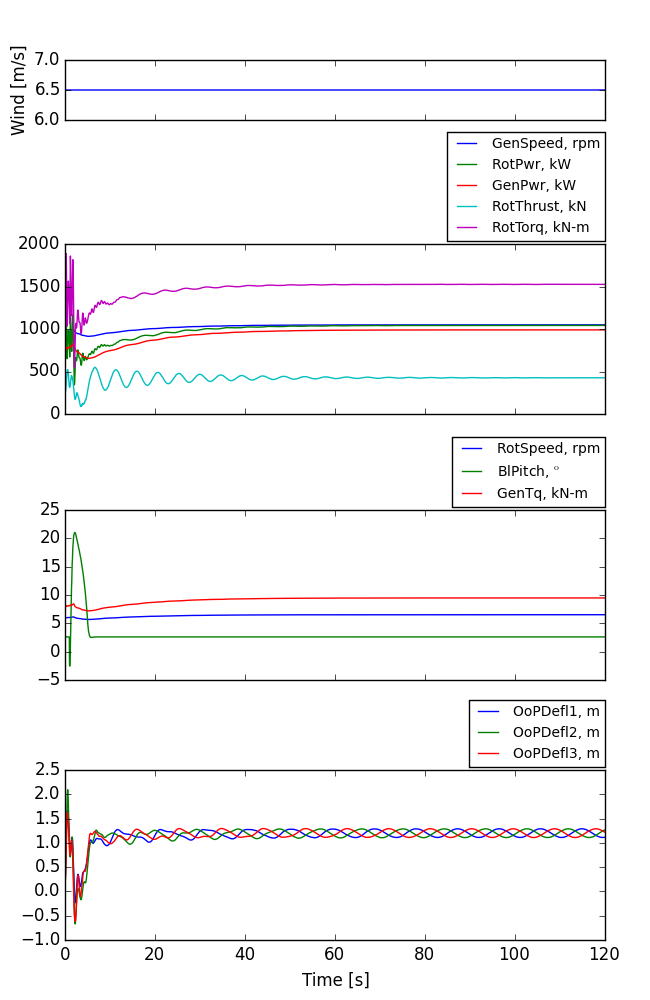 Wind [m/s]
7.0
6.5
6.0
GenSpeed, rpm
RotPwr, kW
GenPwr, kW
RotThrust, kN
RotTorq, kN-m
2000
1500
1000
500
0
RotSpeed, rpm
BlPitch, °
GenTq, kN-m
25
20
15
10
5
0
−5
OoPDefl1, m
OoPDefl2, m
OoPDefl3, m
2.5
2.0
1.5
1.0
0.5
0.0
−0.5
−1.0
0 20 40 60 80 100 120
Time [s]